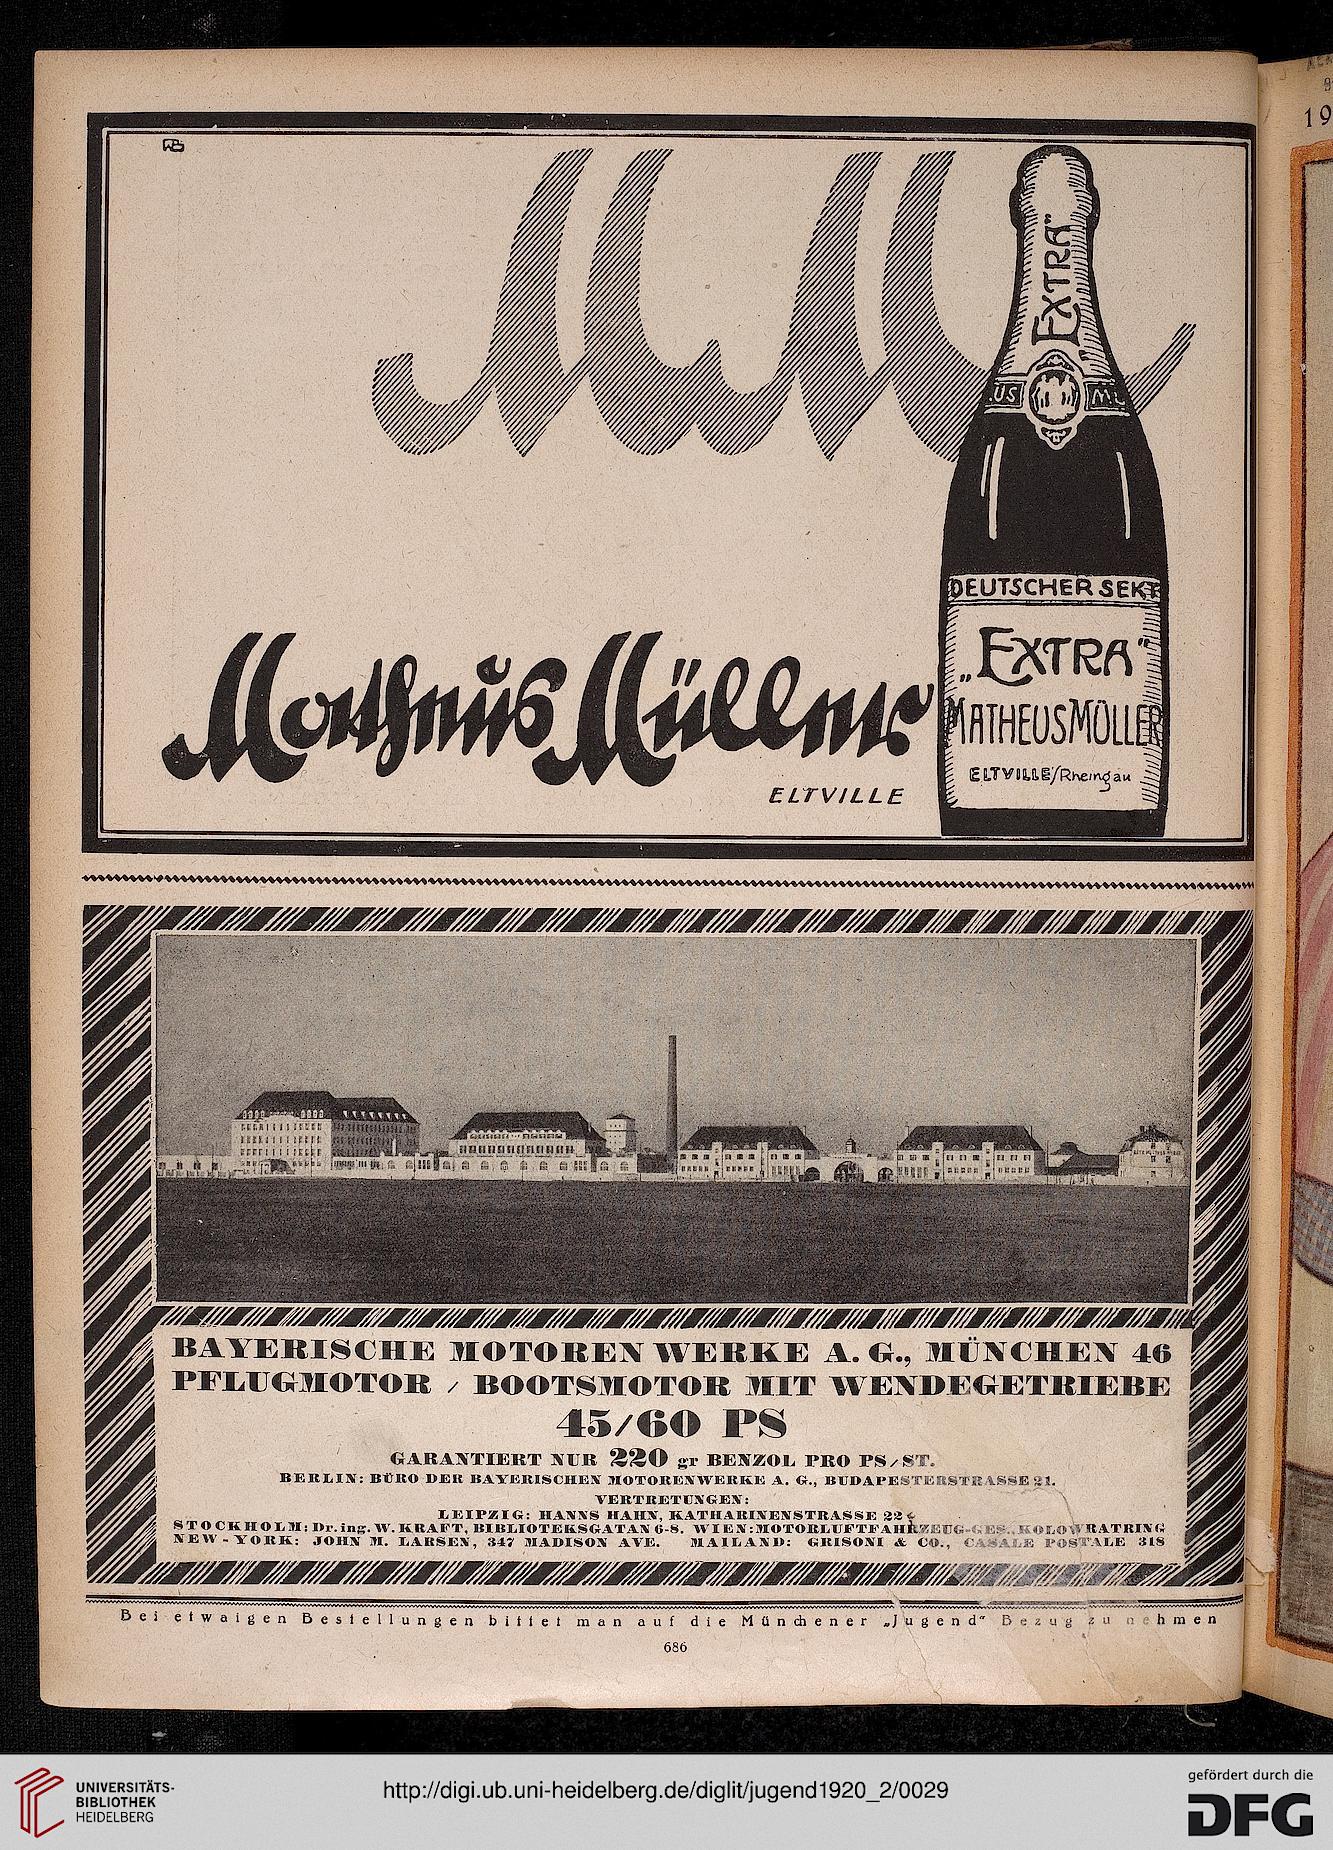 MM
„EXTRA"
US MÜ
DEUTSCHER SEKT
„EXTRA"
MATHEUS MÜLLER
ELTVILLE/Rheingau
Matheus Müller
ELTVILLE
BAYERISCHE MOTOREN WERKE A. G., MÜNCHEN 46
PFLUGMOTOR / BOOTSMOTOR MIT WENDEGETRIEBE
45/60 PS
GARANTIERT NUR 220 gr BENZOL PRO PS/ST.
BERLIN: BÜRO DER BAYERISCHEN MOTORENWERKE A. G., BUDAPESTERSTRASSE 21.
VERTRETUNGEN:
LEIPZIG: HANNS HAHN, KATHARINENSTRASSE 22
STOCKHOLM: Dr. ing. W. KRAFT, BIBLIOTEKSGATAN 6-8. WIEN: MOTORLUFTFAHRZEUG-GES., KOLOWRATRING
NEW-YORK: JOHN M. LARSEN, 347 MADISON AVE. MAILAND: GRISONI & CO., CASALE POSTALE 318
Bei etwaigen Bestellungen bittet man auf die Münchener „Jugend" Bezug zu nehmen
686
19
UNIVERSITÄTS-
BIBLIOTHEK
HEIDELBERG
http://digi.ub.uni-heidelberg.de/diglit/jugend1920_2/0029
gefördert durch die
DFG